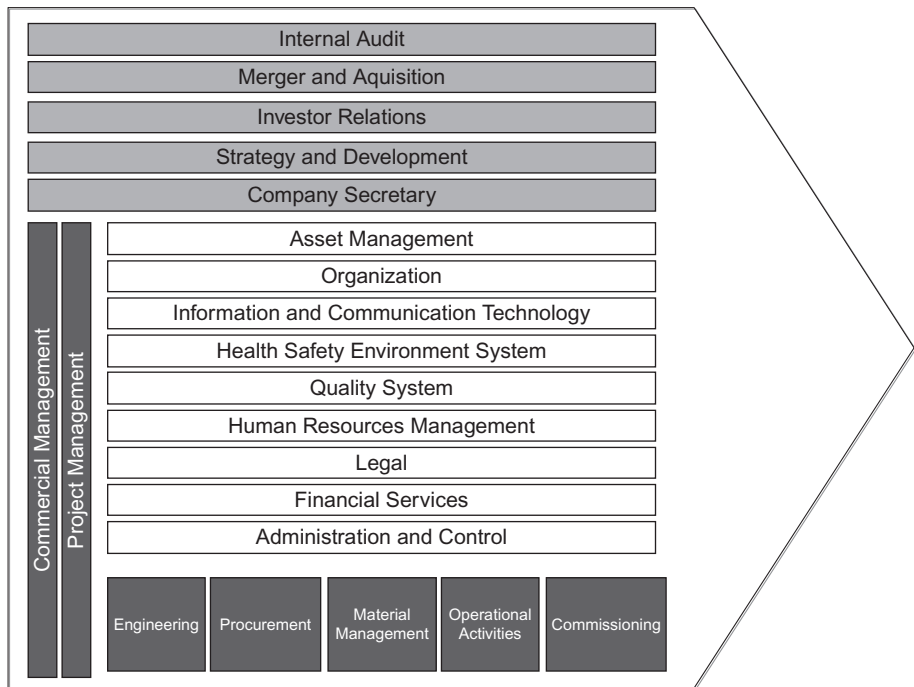 Internal Audit
Merger and Aquisition
Investor Relations
Strategy and Development
Company Secretary
Commercial Management
Project Management
Asset Management
Organization
Information and Communication Technology
Health Safety Environment System
Quality System
Human Resources Management
Legal
Financial Services
Administration and Control
Engineering
Procurement
Material
Management
Operational
Activities
Commissioning